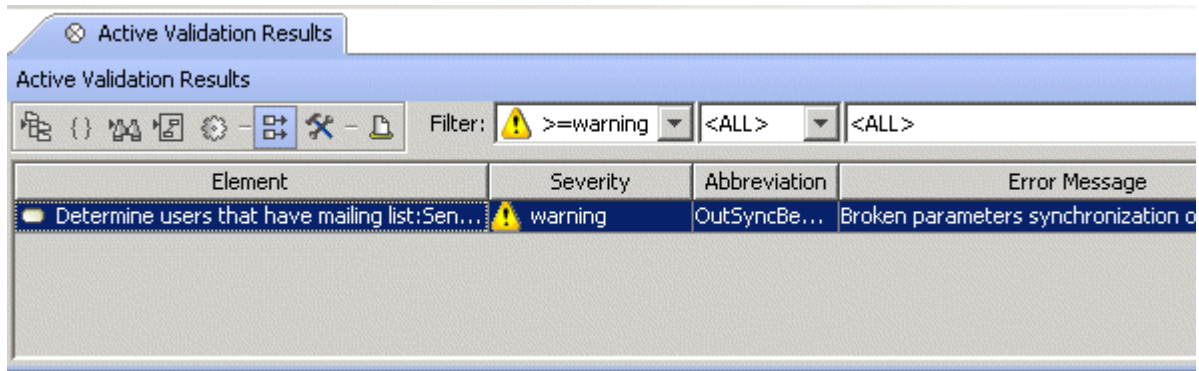 Active Validation Results
Active Validation Results
Filter: >=warning <ALL> <ALL>
Element Severity Abbreviation Error Message
Determine users that have mailing list:Sen... warning OutSyncBe... Broken parameters synchronization o